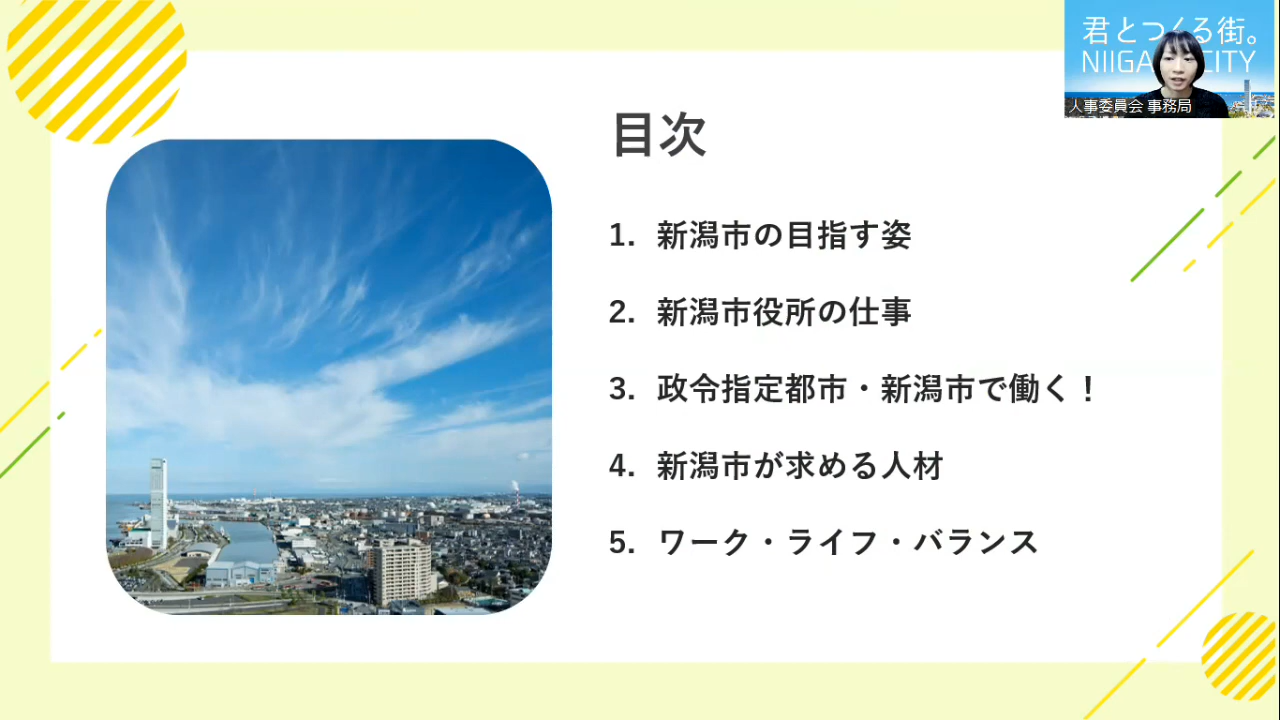 君とつくる街。
NIIGA CITY
人事委員会 事務局
目次
1. 新潟市の目指す姿
2. 新潟市役所の仕事
3. 政令指定都市・新潟市で働く！
4. 新潟市が求める人材
5. ワーク・ライフ・バランス